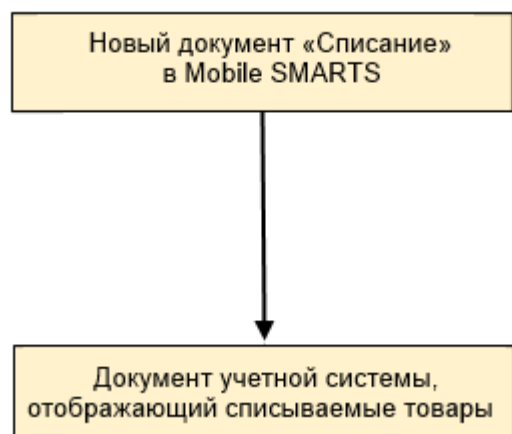 Новый документ «Списание»
в Mobile SMARTS
Документ учетной системы,
отображающий списываемые товары